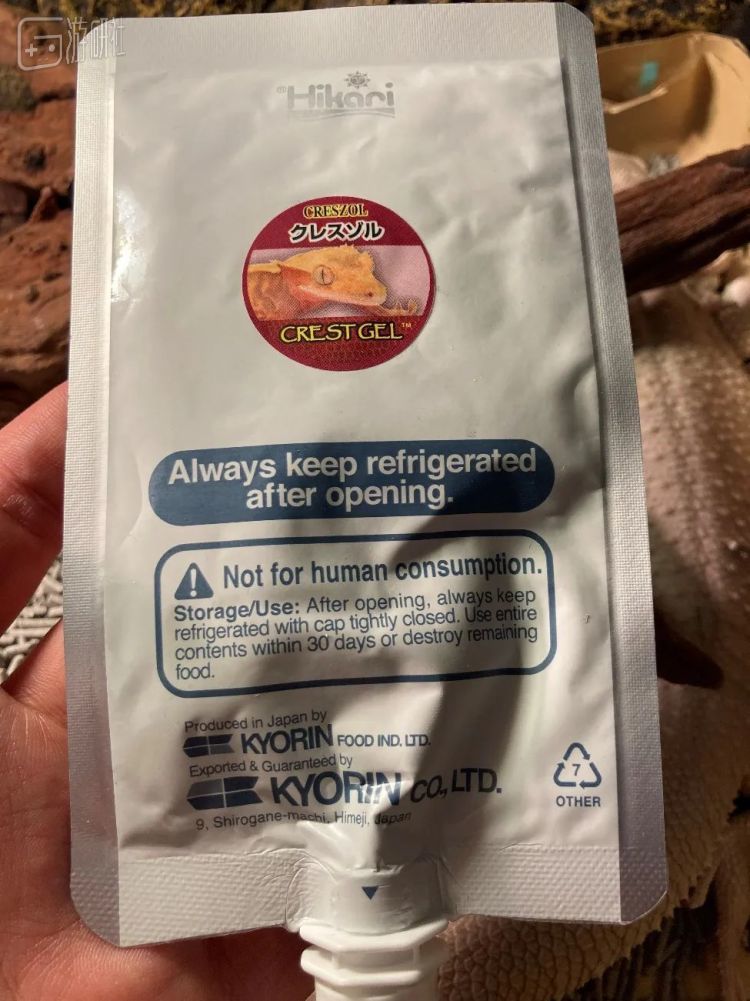 游研社
®Hikari
CRESZOL
クレスゾル
CREST GEL™
Always keep refrigerated
after opening.
Not for human consumption.
Storage/Use: After opening, always keep
refrigerated with cap tightly closed. Use entire
contents within 30 days or destroy remaining
food.
Produced in Japan by
KYORIN FOOD IND. LTD.
Exported & Guaranteed by
KYORIN CO., LTD.
9, Shirogane-machi, Himeji, Japan
7
OTHER